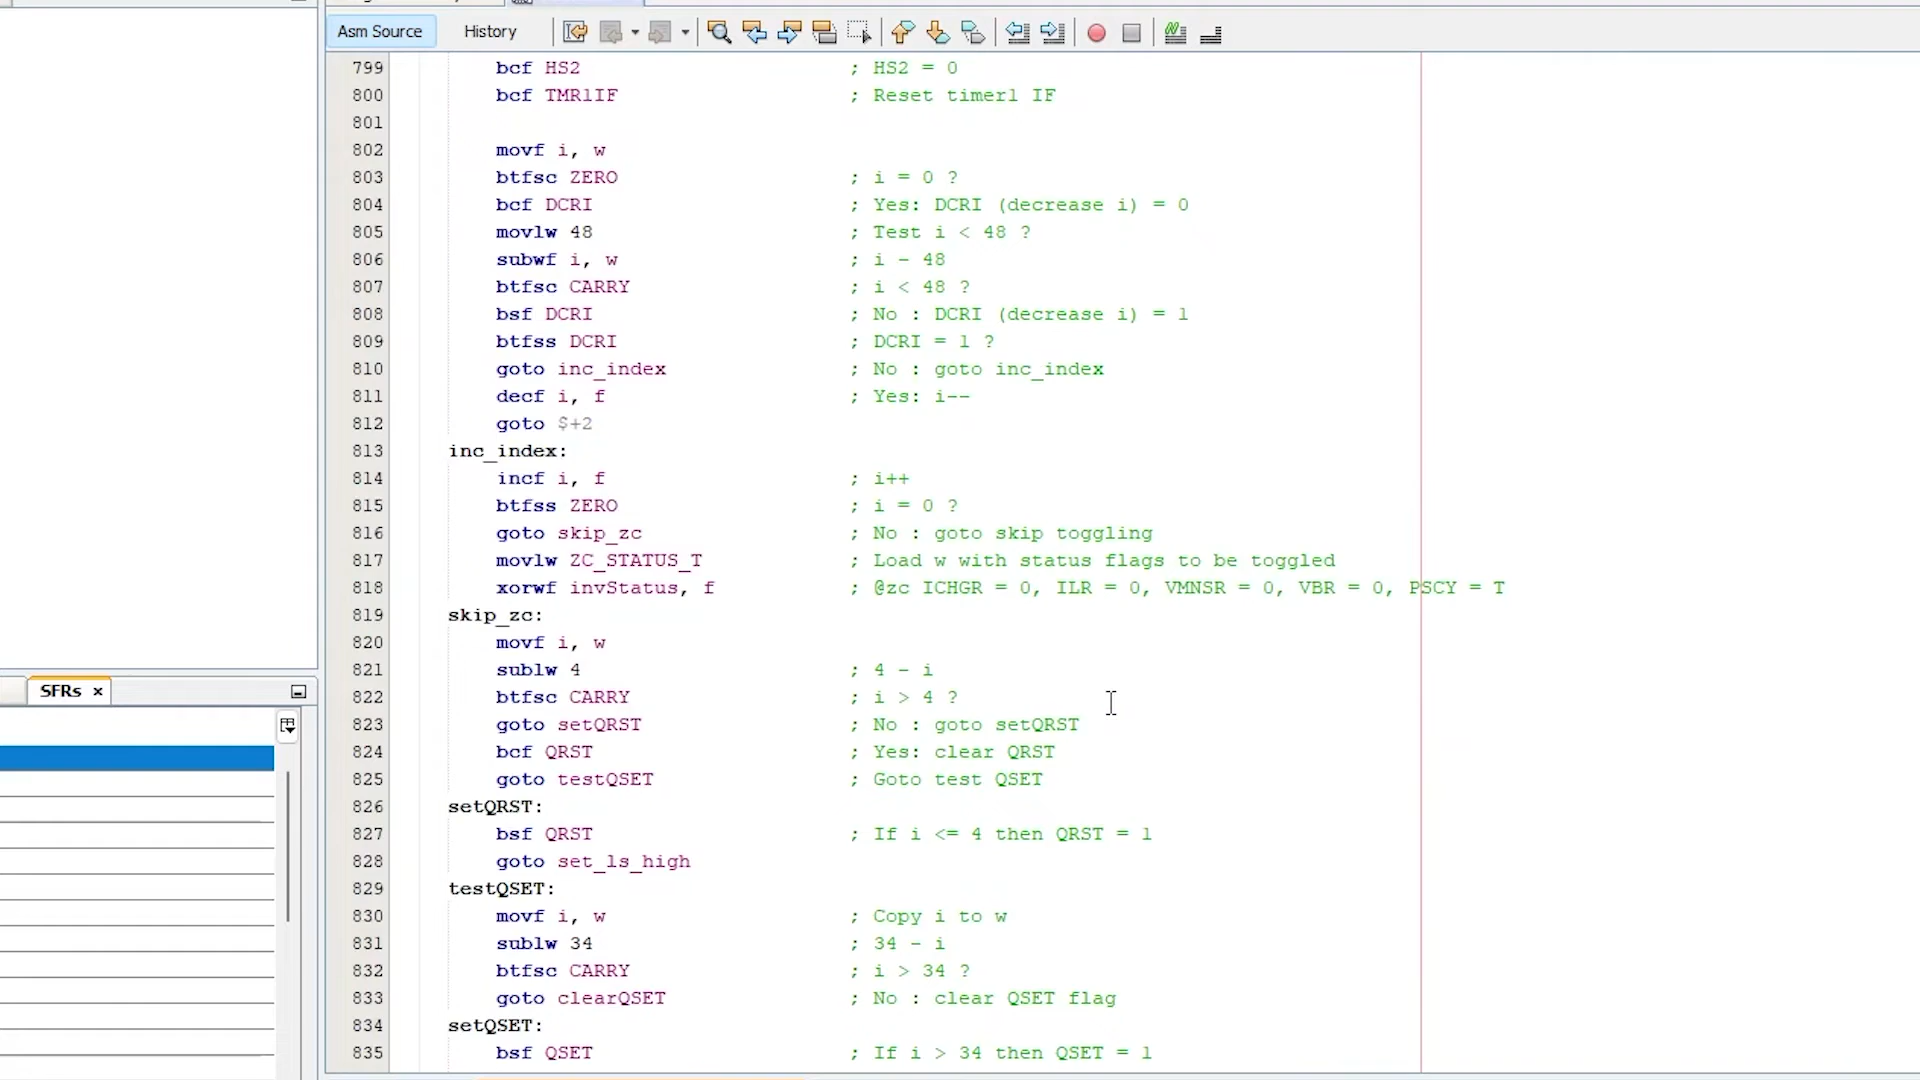 Asm Source History
799 bcf HS2 ; HS2 = 0
800 bcf TMR1IF ; Reset timer1 IF
801
802 movf i, w
803 btfsc ZERO ; i = 0 ?
804 bcf DCRI ; Yes: DCRI (decrease i) = 0
805 movlw 48 ; Test i < 48 ?
806 subwf i, w ; i - 48
807 btfsc CARRY ; i < 48 ?
808 bsf DCRI ; No : DCRI (decrease i) = 1
809 btfss DCRI ; DCRI = 1 ?
810 goto inc_index ; No : goto inc_index
811 decf i, f ; Yes: i--
812 goto $+2
813 inc_index:
814 incf i, f ; i++
815 btfss ZERO ; i = 0 ?
816 goto skip_zc ; No : goto skip toggling
817 movlw ZC_STATUS_T ; Load w with status flags to be toggled
818 xorwf invStatus, f ; @zc ICHGR = 0, ILR = 0, VMNSR = 0, VBR = 0, PSCY = T
819 skip_zc:
820 movf i, w
821 sublw 4 ; 4 - i
822 btfsc CARRY ; i > 4 ?
823 goto setQRST ; No : goto setQRST
824 bcf QRST ; Yes: clear QRST
825 goto testQSET ; Goto test QSET
826 setQRST:
827 bsf QRST ; If i <= 4 then QRST = 1
828 goto set_ls_high
829 testQSET:
830 movf i, w ; Copy i to w
831 sublw 34 ; 34 - i
832 btfsc CARRY ; i > 34 ?
833 goto clearQSET ; No : clear QSET flag
834 setQSET:
835 bsf QSET ; If i > 34 then QSET = 1
SFRs ×